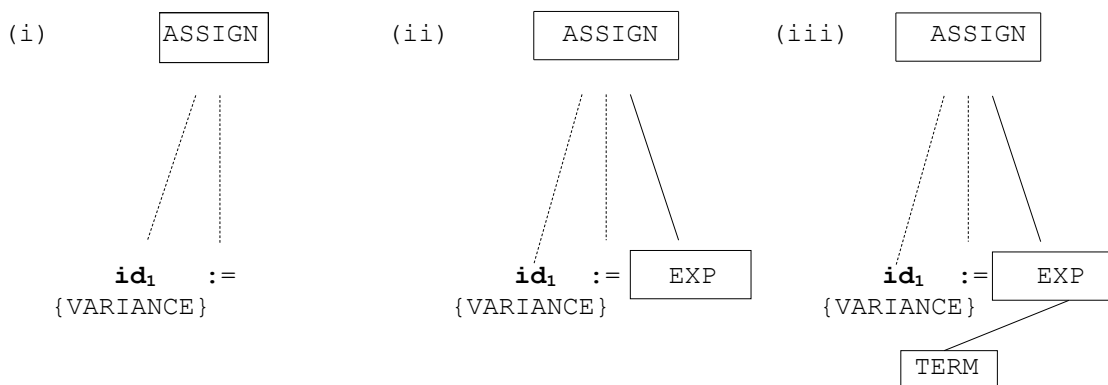 (i) ASSIGN (ii) ASSIGN (iii) ASSIGN
id₁ := id₁ := EXP id₁ := EXP
{VARIANCE} {VARIANCE} {VARIANCE}
TERM